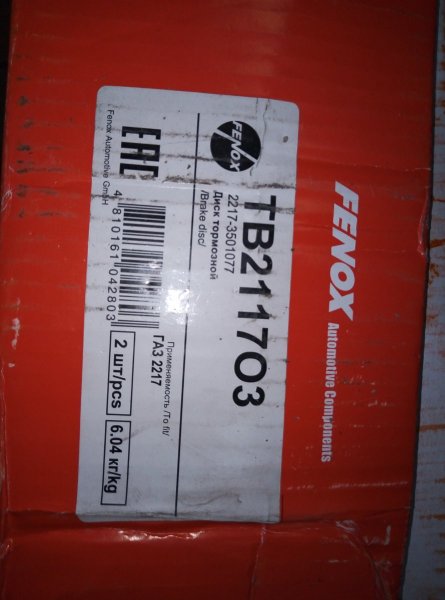 FENOX
Automotive Components
FENOX
TB211703
2217-3501077
Диск тормозной
/Brake disc/
EAC
Fenox Automotive GmbH
4 810161 042803
Применяемость /To fit/
ГАЗ 2217
2 шт/pcs
6.04 кг/kg